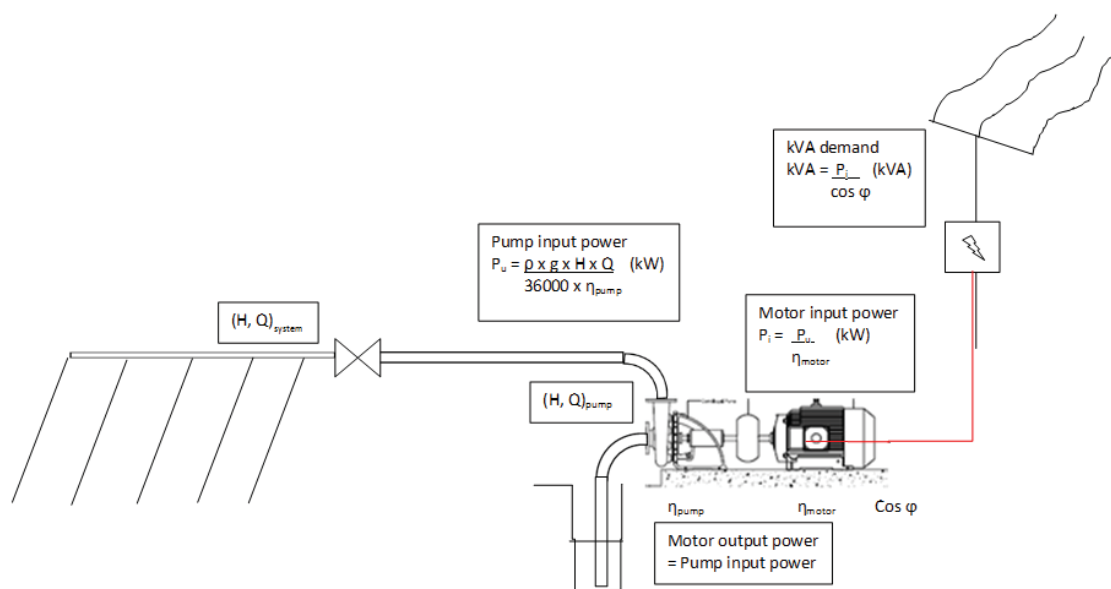 kVA demand
kVA = Pᵢ (kVA)
cos φ
Pump input power
Pᵤ = ρ x g x H x Q (kW)
36000 x ηpump
Motor input power
Pᵢ = Pᵤ (kW)
ηmotor
(H, Q)system
(H, Q)pump
ηpump ηmotor Cos φ
Motor output power
= Pump input power